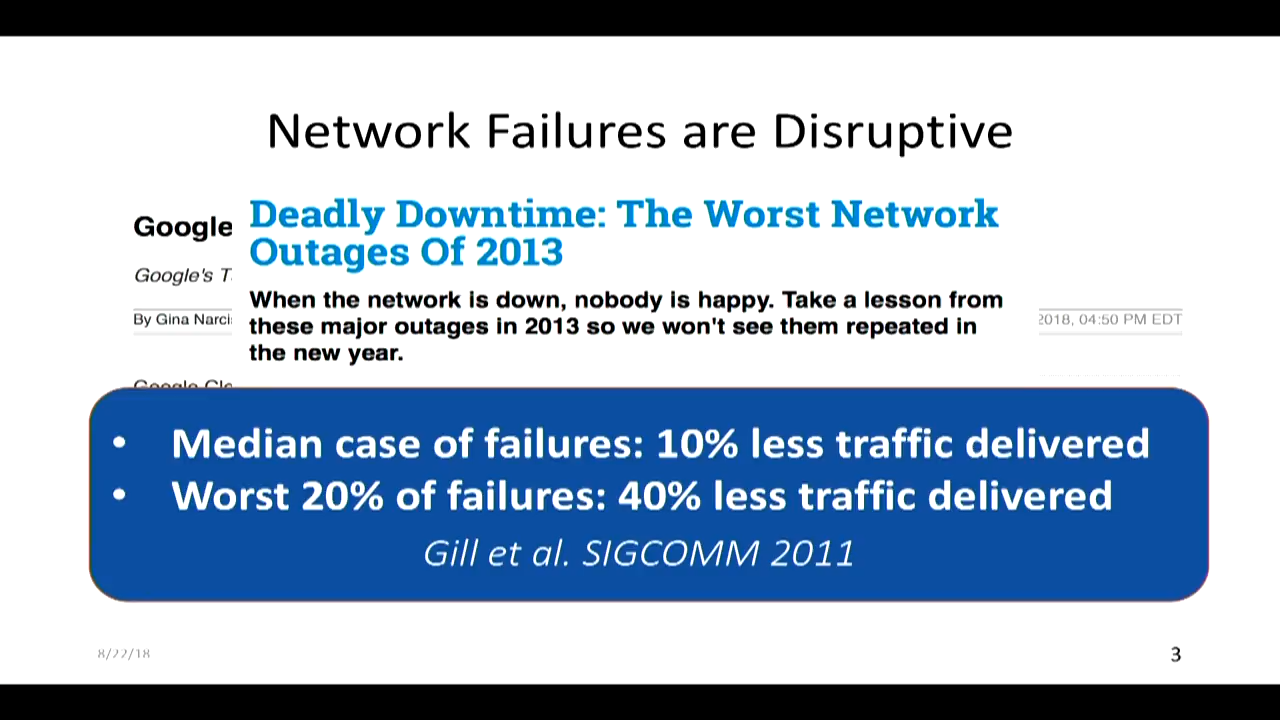 Network Failures are Disruptive
Deadly Downtime: The Worst Network
Outages Of 2013
Google
Google's T
When the network is down, nobody is happy. Take a lesson from
these major outages in 2013 so we won't see them repeated in
the new year.
By Gina Narci
2018, 04:50 PM EDT
• Median case of failures: 10% less traffic delivered
• Worst 20% of failures: 40% less traffic delivered
Gill et al. SIGCOMM 2011
8/22/18
3